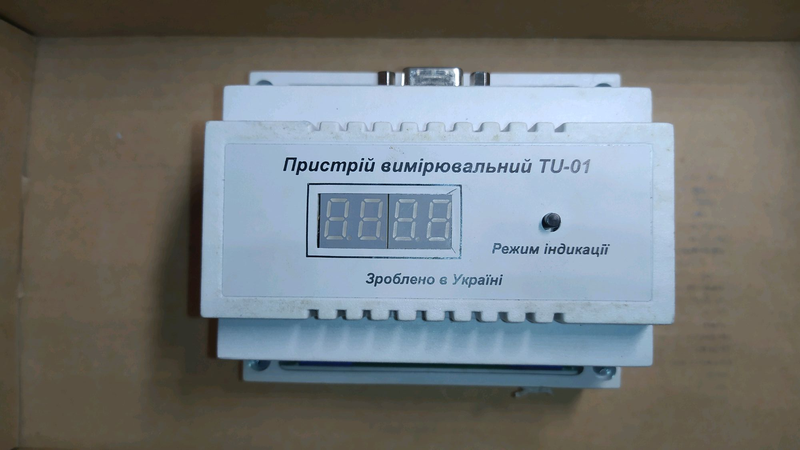 Пристрій вимірювальний TU-01
Режим індикації
Зроблено в Україні